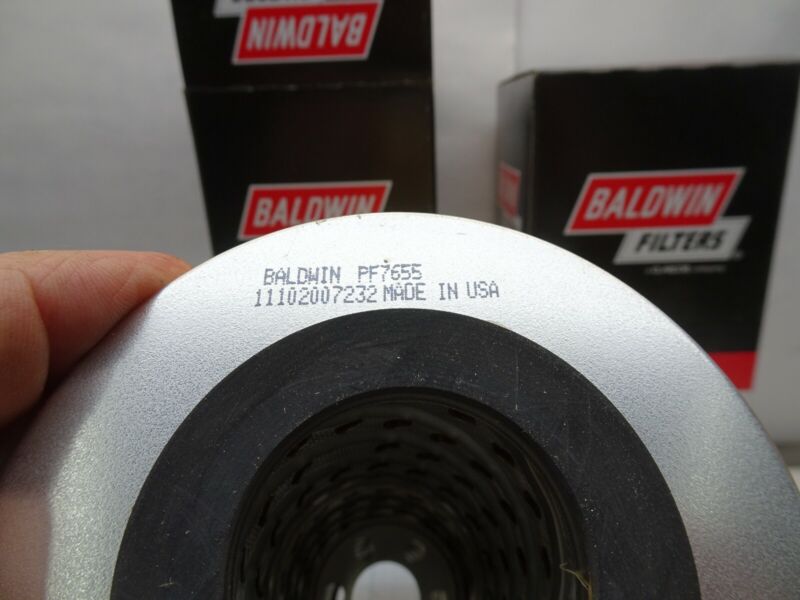 BALDWIN
BALDWIN
BALDWIN
FILTERS
BALDWIN PF7655
11102007232 MADE IN USA